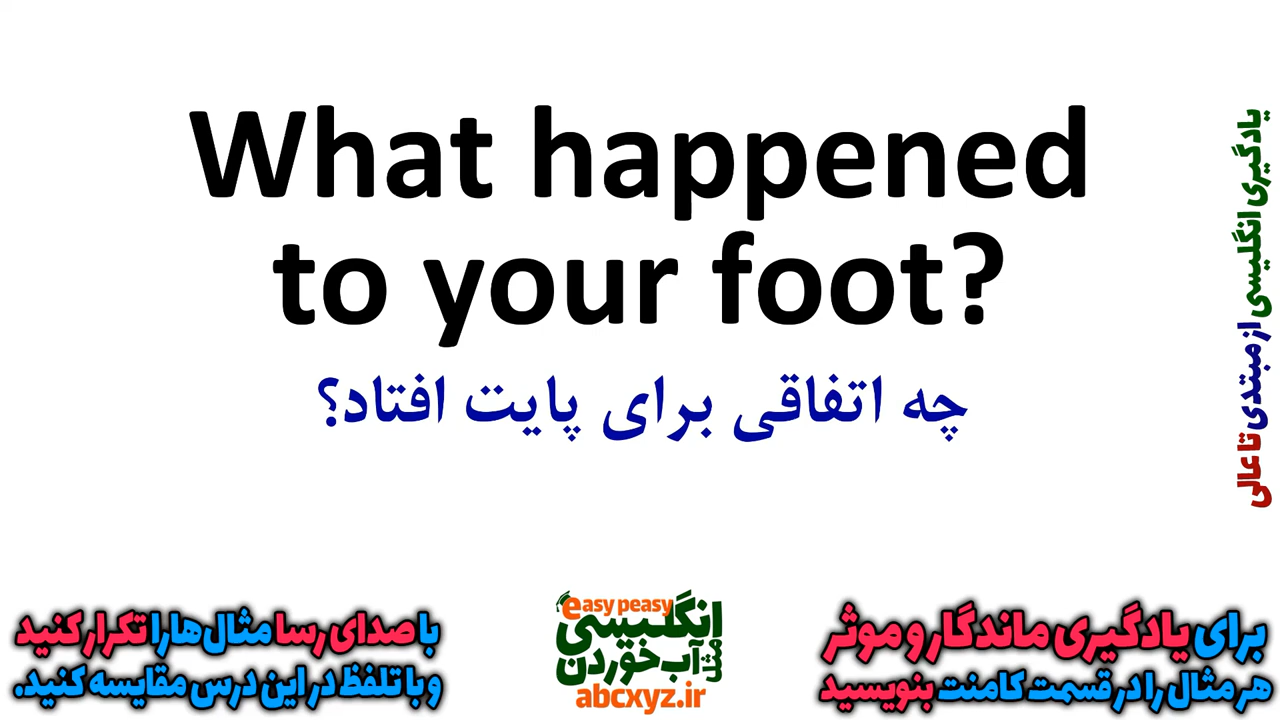 What happened
to your foot?
چه اتفاقی برای پایت افتاد؟
یادگیری انگلیسی از مبتدی تا عالی
برای یادگیری ماندگار و موثر
هر مثال را در قسمت کامنت بنویسید
easy peasy
انگلیسی
مثل آب خوردن
abcxyz.ir
با صدای رسا مثال‌ها را تکرار کنید
و با تلفظ در این درس مقایسه کنید.